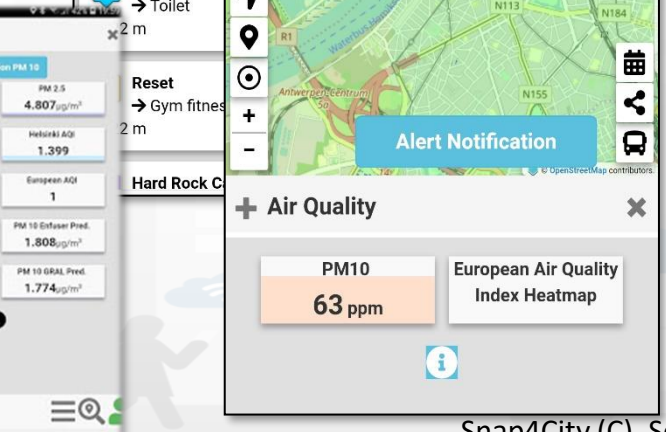 on PM 10
PM 2.5
4.807µg/m³
Helsinki AQI
1.399
European AQI
1
PM 10 Enfuser Pred.
1.808µg/m³
PM 10 GRAL Pred.
1.774µg/m³
→ Toilet
2 m
Reset
→ Gym fitnes
2 m
Hard Rock C
N113
N184
R1
Waterbus
Antwerpen-Centrum
5a
N155
+
−
Alert Notification
© OpenStreetMap contributors.
+ Air Quality
PM10
63 ppm
European Air Quality
Index Heatmap
i
Snap4City (C), S